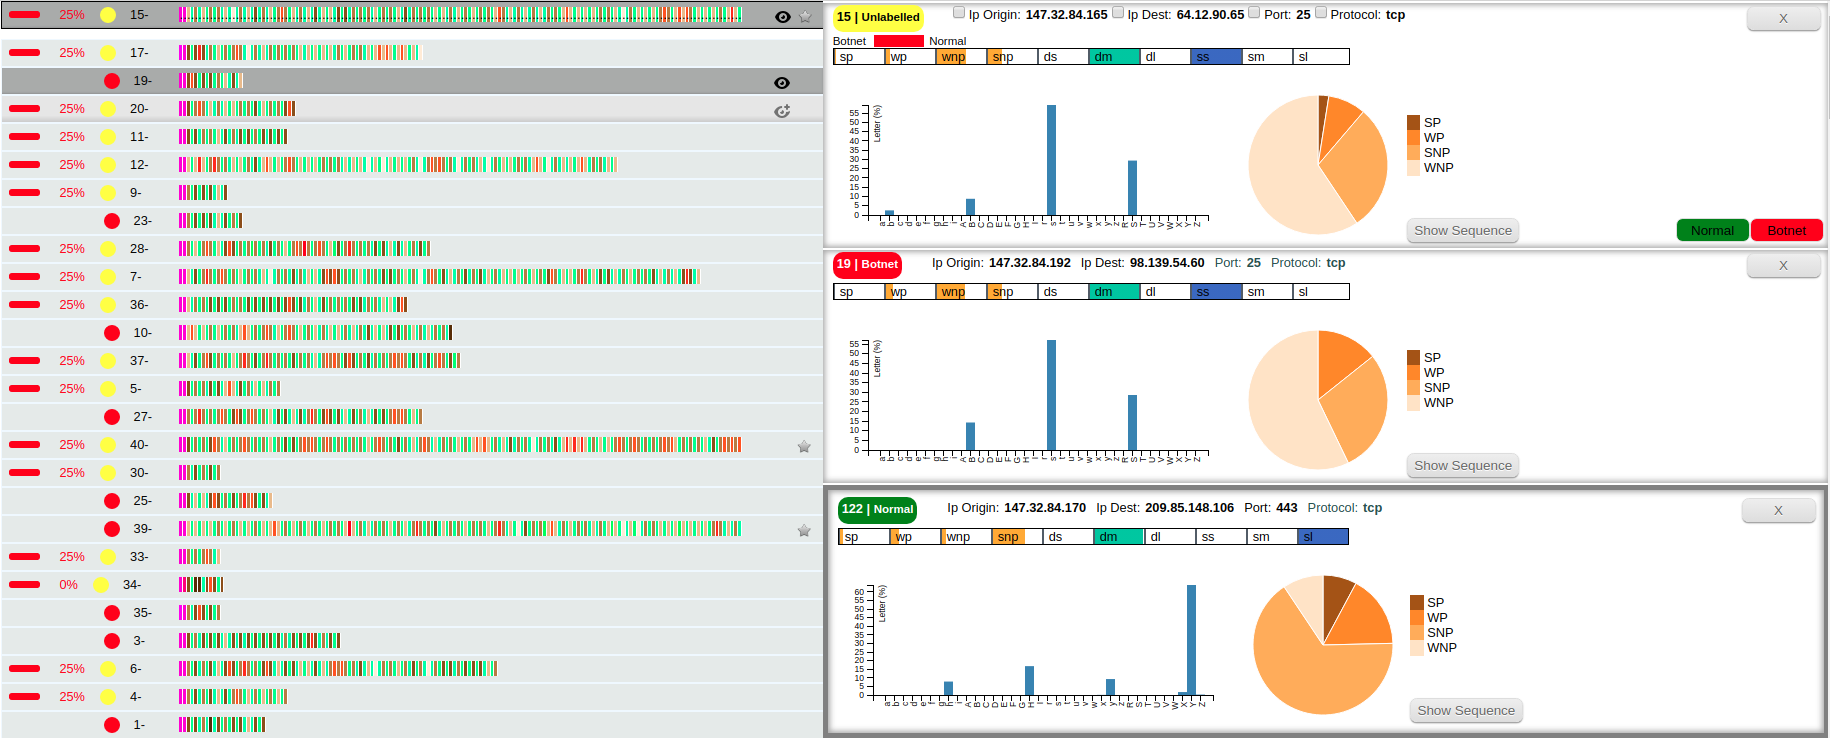 25% 15-
25% 17-
19-
25% 20-
25% 11-
25% 12-
25% 9-
23-
25% 28-
25% 7-
25% 36-
10-
25% 37-
25% 5-
27-
25% 40-
25% 30-
25-
39-
25% 33-
0% 34-
35-
3-
25% 6-
25% 4-
1-
15 | Unlabelled Ip Origin: 147.32.84.165 Ip Dest: 64.12.90.65 Port: 25 Protocol: tcp X
Botnet Normal
sp wp wnp snp ds dm dl ss sm sl
Letter (%)
55
50
45
40
35
30
25
20
15
10
5
0
a b c d e f g h i A B C D E F G H I r s t u v w x y z R S T U V W X Y Z
SP
WP
SNP
WNP
Show Sequence Normal Botnet
19 | Botnet Ip Origin: 147.32.84.192 Ip Dest: 98.139.54.60 Port: 25 Protocol: tcp X
sp wp wnp snp ds dm dl ss sm sl
Letter (%)
55
50
45
40
35
30
25
20
15
10
5
0
a b c d e f g h i A B C D E F G H I r s t u v w x y z R S T U V W X Y Z
SP
WP
SNP
WNP
Show Sequence
122 | Normal Ip Origin: 147.32.84.170 Ip Dest: 209.85.148.106 Port: 443 Protocol: tcp X
sp wp wnp snp ds dm dl ss sm sl
Letter (%)
60
55
50
45
40
35
30
25
20
15
10
5
0
a b c d e f g h i A B C D E F G H I r s t u v w x y z R S T U V W X Y Z
SP
WP
SNP
WNP
Show Sequence